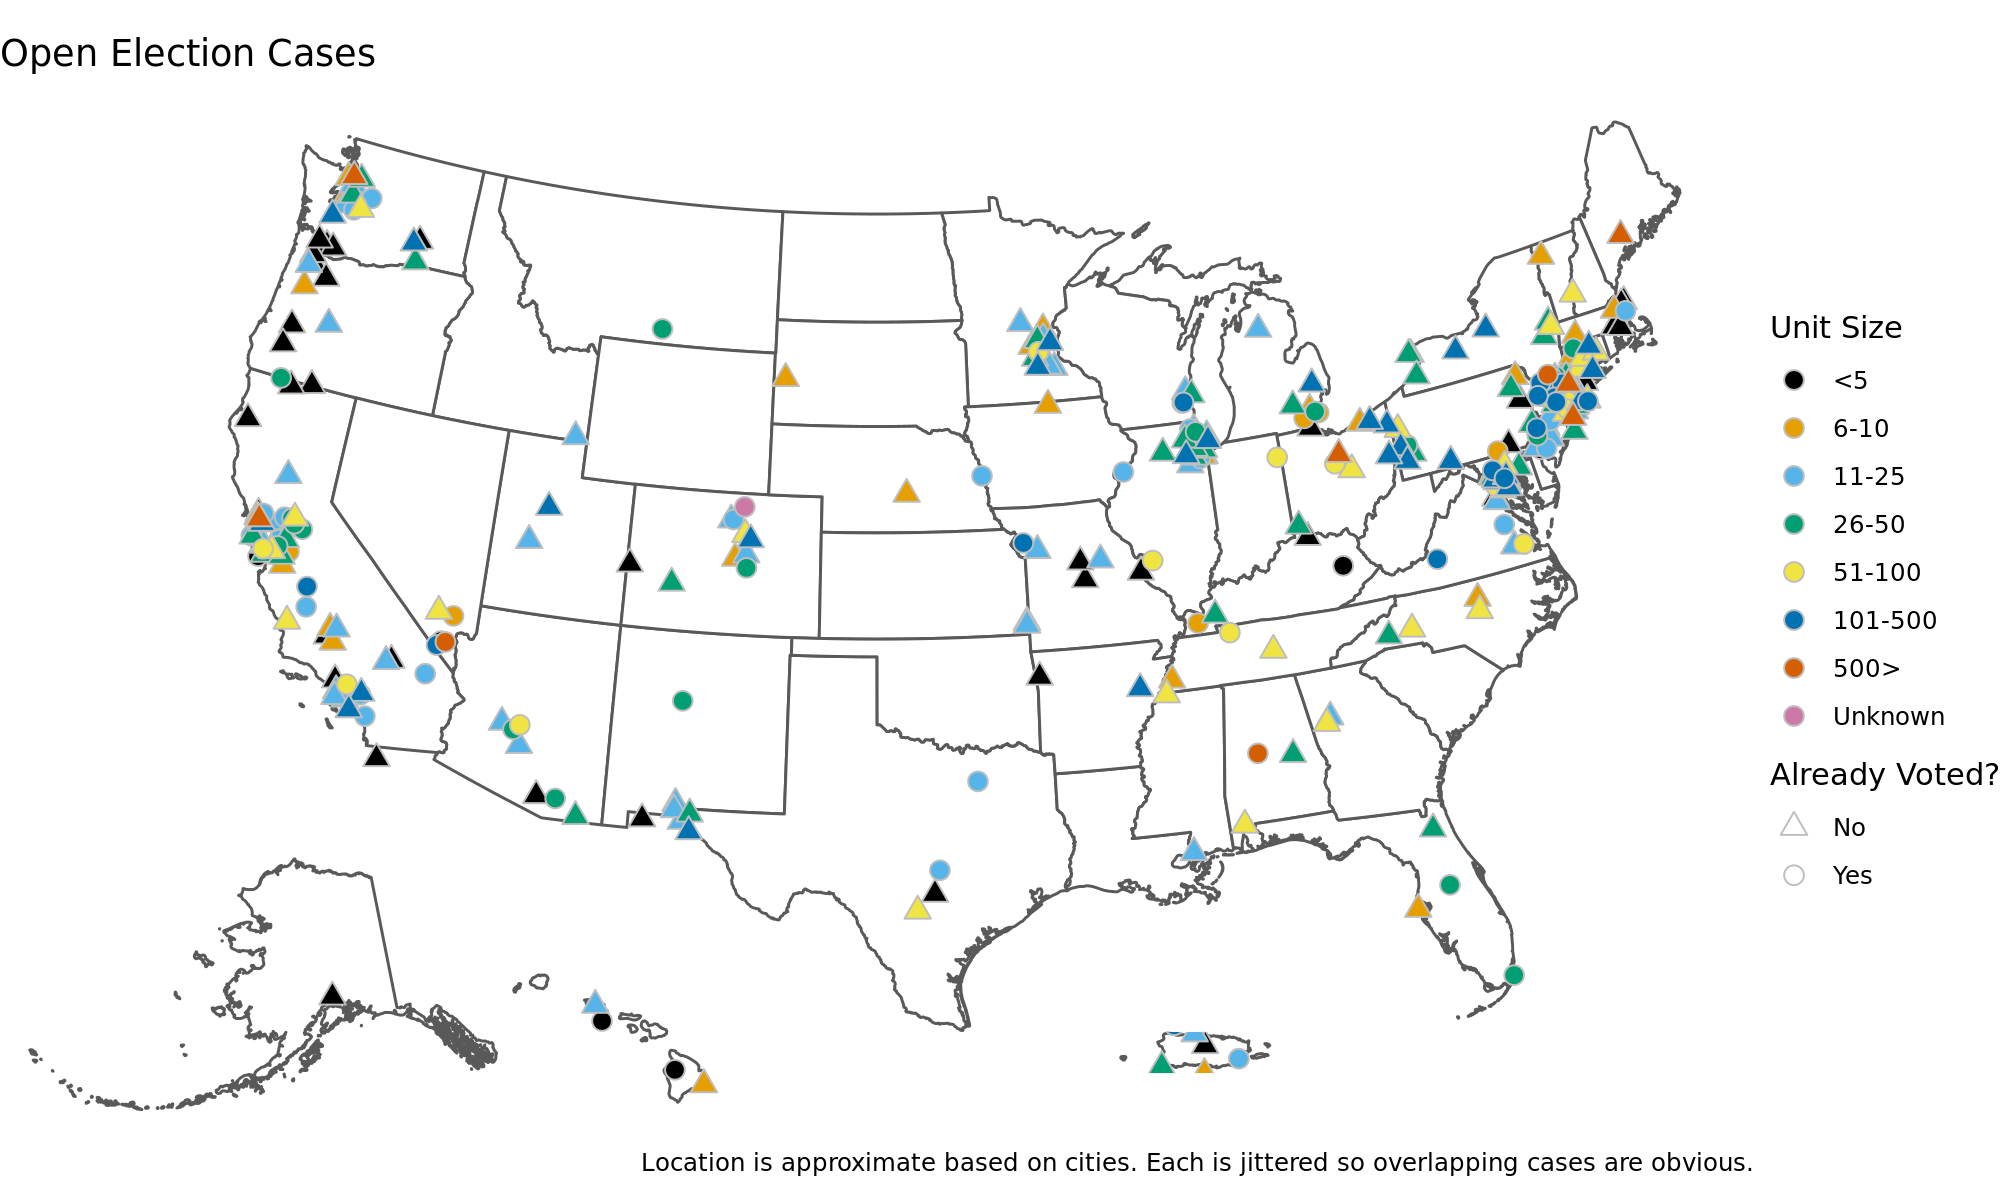 Open Election Cases
Unit Size
<5
6-10
11-25
26-50
51-100
101-500
500>
Unknown
Already Voted?
No
Yes
Location is approximate based on cities. Each is jittered so overlapping cases are obvious.